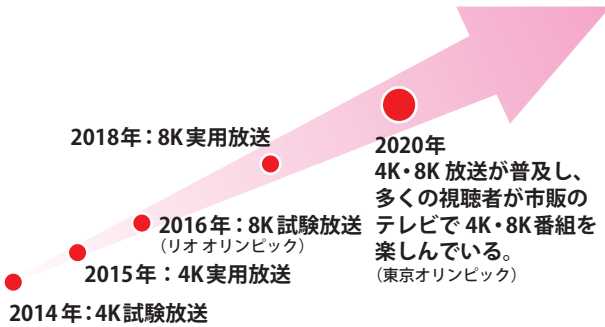 2018年：8K実用放送
2020年
4K・8K 放送が普及し、
多くの視聴者が市販の
テレビで 4K・8K番組を
楽しんでいる。
（東京オリンピック）
2016年：8K試験放送
（リオ オリンピック）
2015年：4K実用放送
2014年：4K試験放送